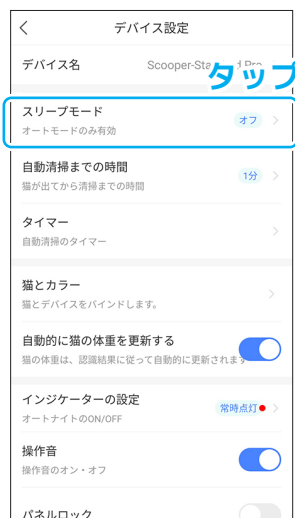 デバイス設定
デバイス名 Scooper-Sta
タップ
スリープモード
オートモードのみ有効
オフ
自動清掃までの時間
猫が出てから清掃までの時間
1分
タイマー
自動清掃のタイマー
猫とカラー
猫とデバイスをバインドします。
自動的に猫の体重を更新する
猫の体重は、認識結果に従って自動的に更新されます
インジケーターの設定
オートナイトのON/OFF
常時点灯
操作音
操作音のオン・オフ
パネルロック